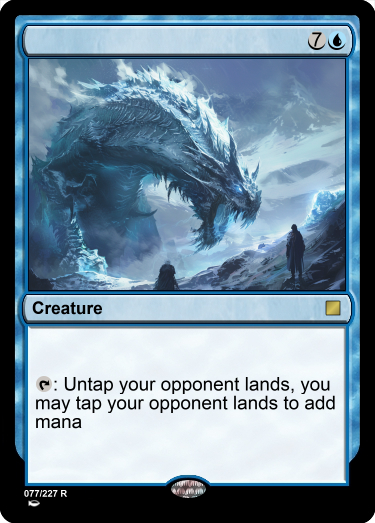 7
Creature
: Untap your opponent lands, you
may tap your opponent lands to add
mana
077/227 R